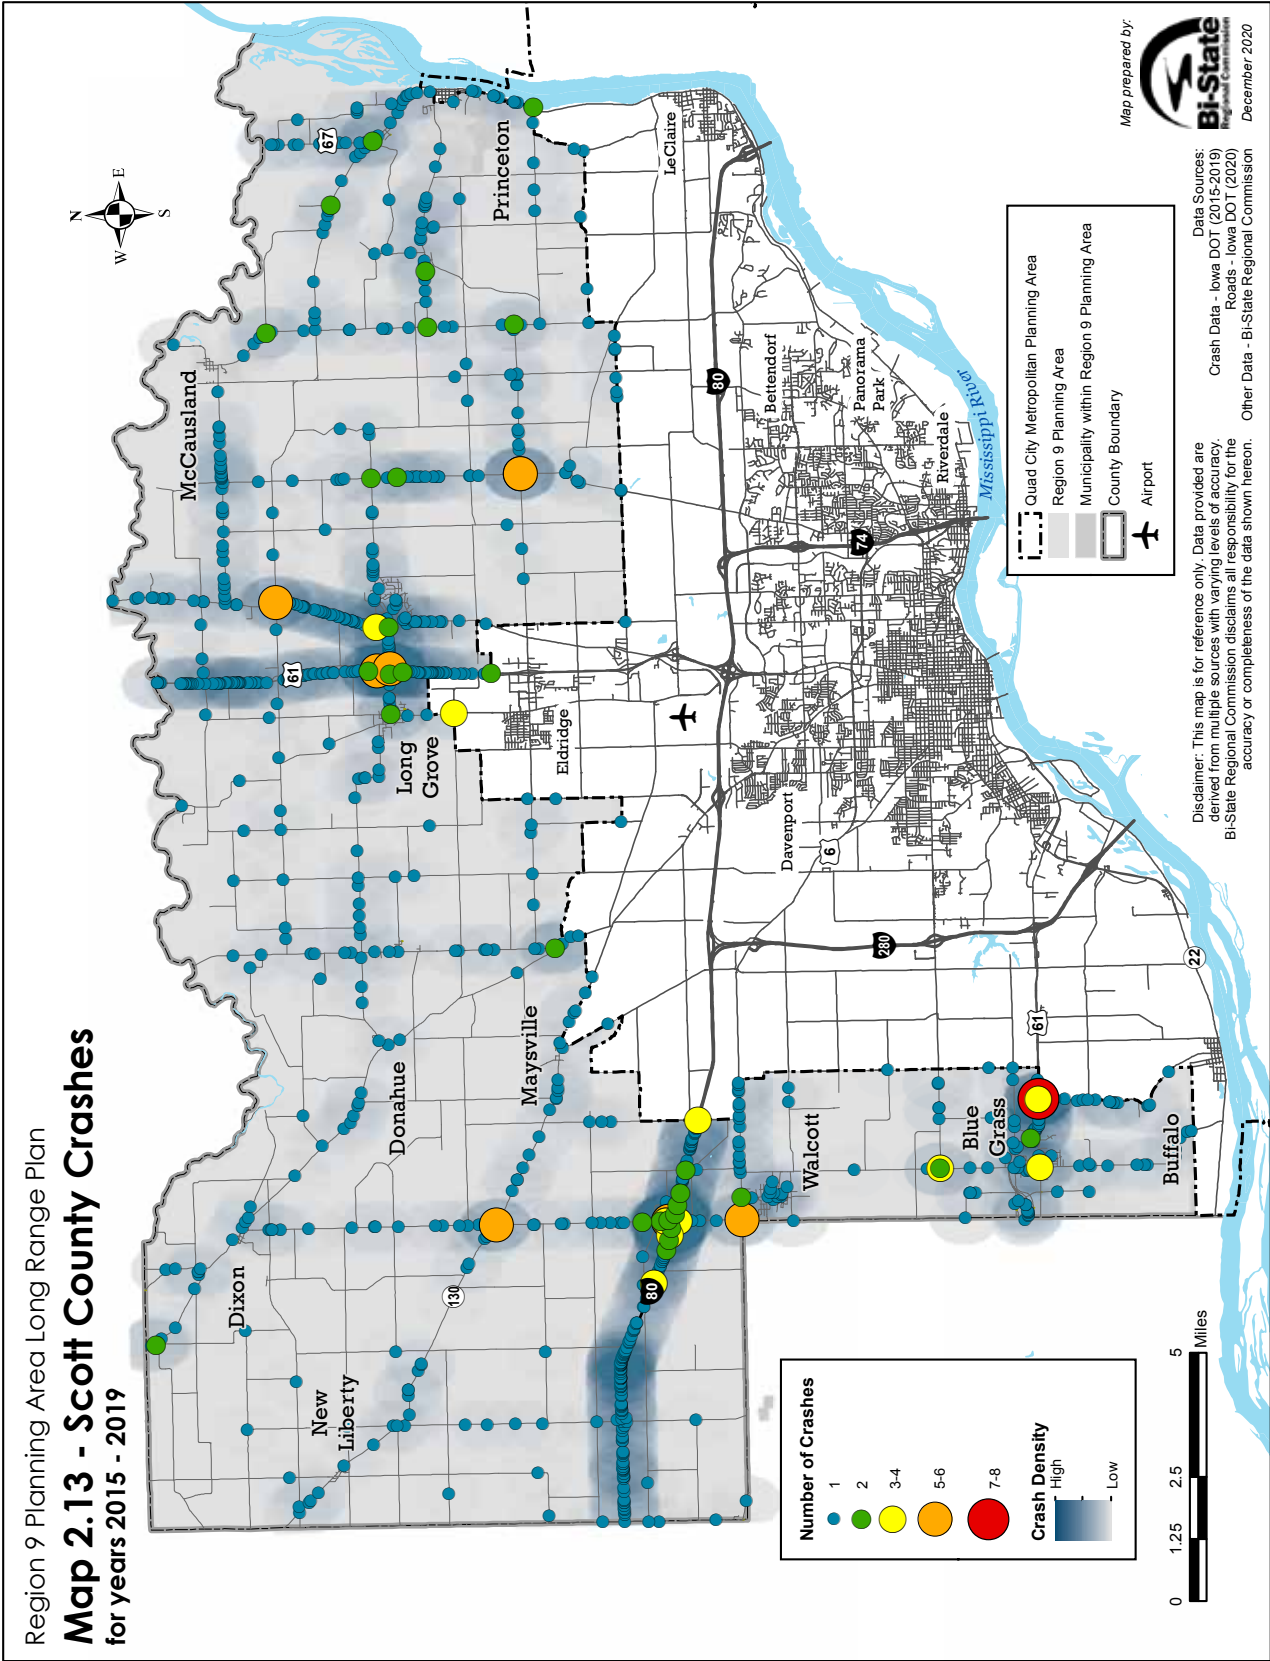 Region 9 Planning Area Long Range Plan
Map 2.13 - Scott County Crashes
for years 2015 - 2019
N
W
E
S
67
McCausland
Princeton
LeClaire
61
Long
Grove
Eldridge
Dixon
Donahue
Maysville
New
Liberty
130
80
80
Bettendorf
Panorama
Park
Riverdale
74
Davenport
6
280
Mississippi River
Walcott
Blue
Grass
61
Buffalo
22
Number of Crashes
1
2
3-4
5-6
7-8
Crash Density
High
Low
0
1.25
2.5
5
Miles
Quad City Metropolitan Planning Area
Region 9 Planning Area
Municipality within Region 9 Planning Area
County Boundary
Airport
Disclaimer: This map is for reference only. Data provided are
derived from multiple sources with varying levels of accuracy.
Bi-State Regional Commission disclaims all responsibility for the
accuracy or completeness of the data shown hereon.
Data Sources:
Crash Data - Iowa DOT (2015-2019)
Roads - Iowa DOT (2020)
Other Data - Bi-State Regional Commission
Map prepared by:
Bi-State
Regional Commission
December 2020